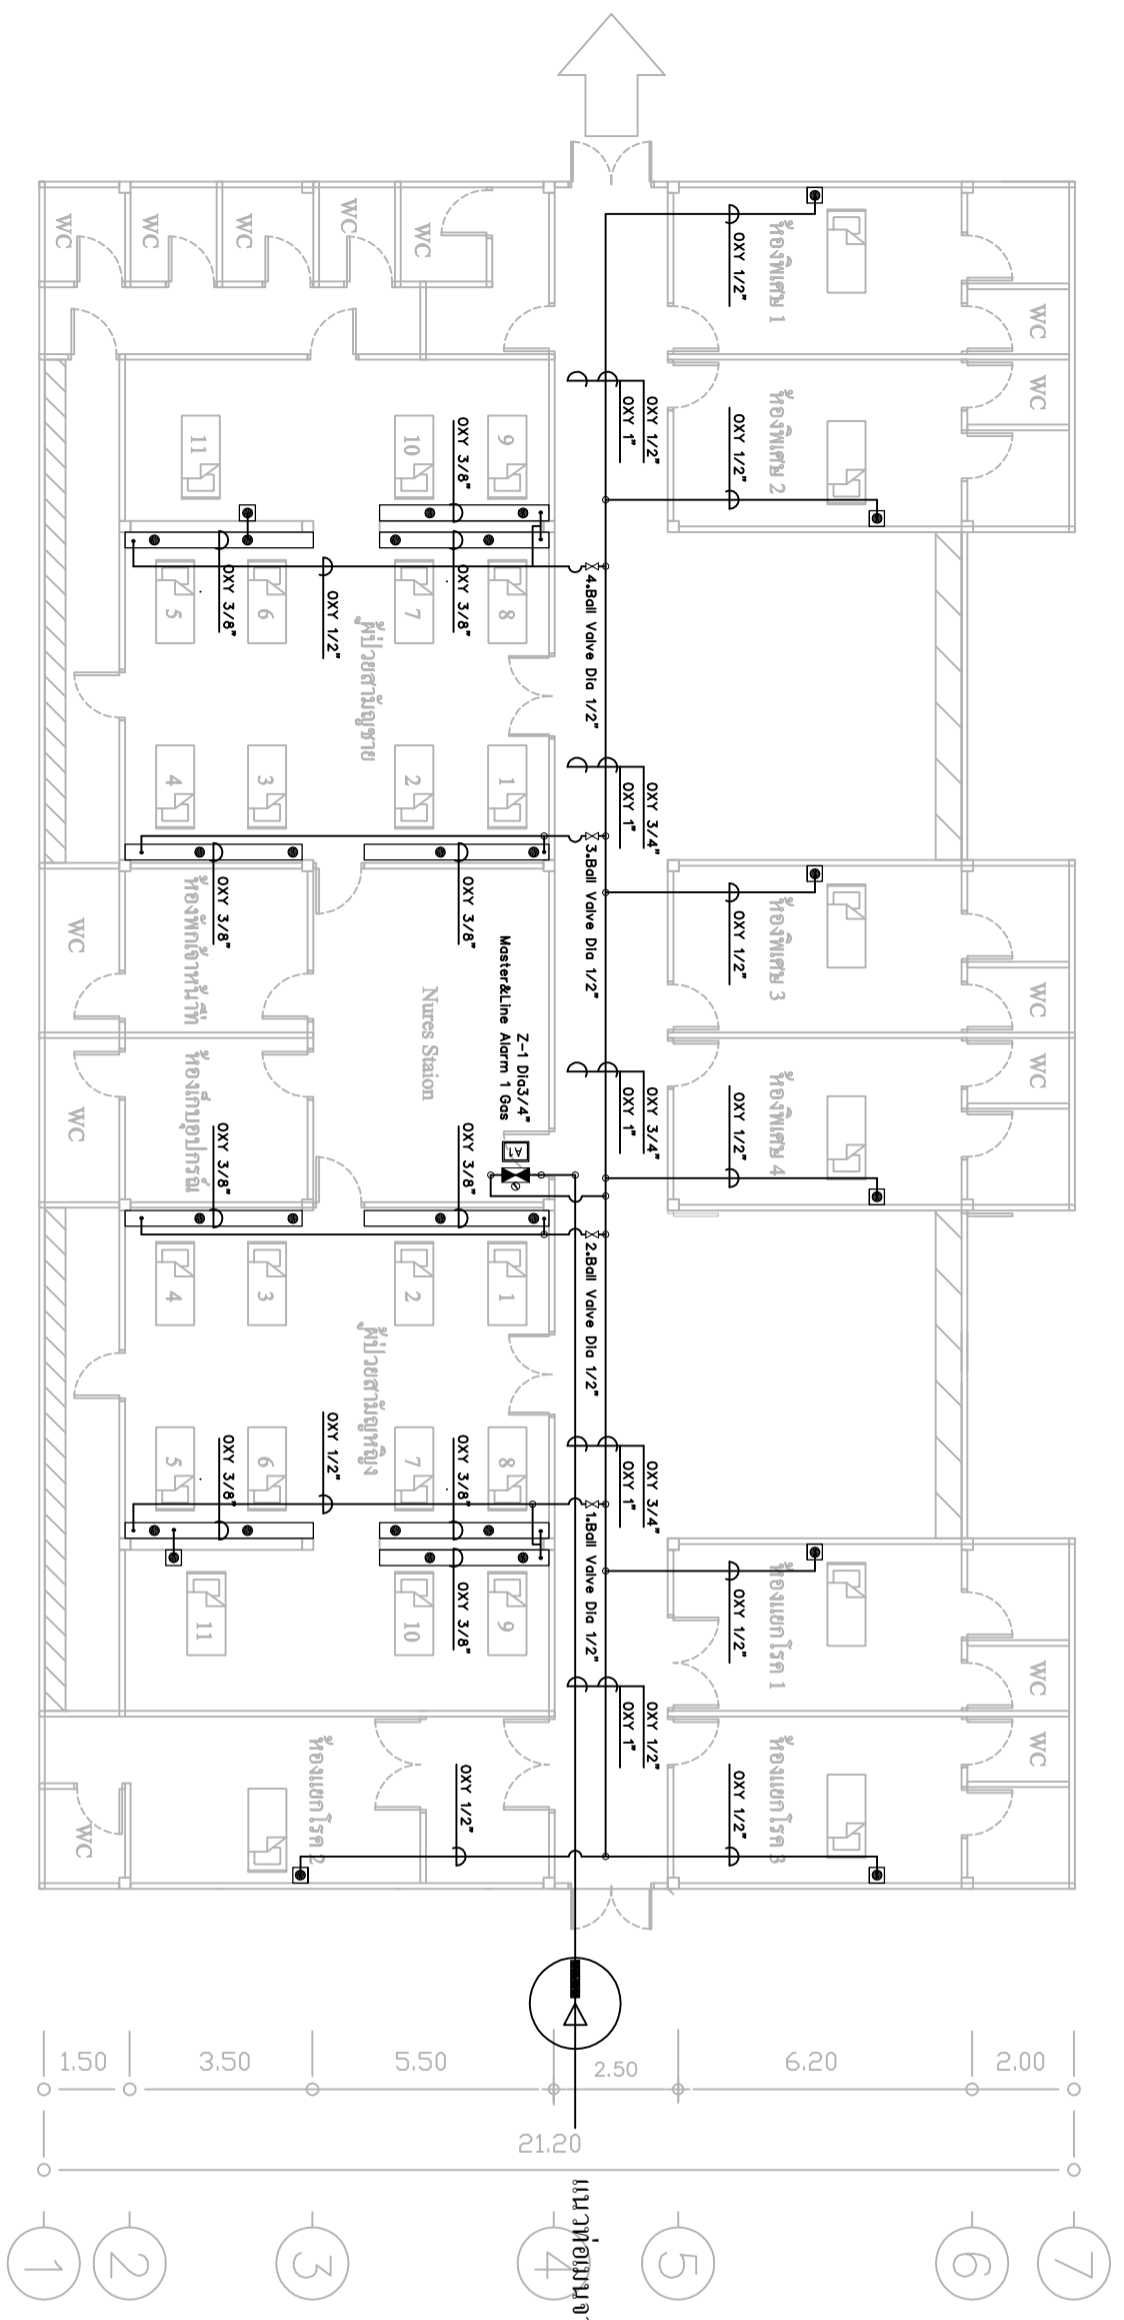 WC
WC
WC
WC
WC
OXY 1/2"
ห้องพิเศษ 1
WC
OXY 1/2"
OXY 1"
OXY 1/2"
ห้องพิเศษ 2
WC
11
OXY 3/8"
10
9
OXY 3/8"
OXY 3/8"
5
6
7
8
OXY 1/2"
4.Ball Valve Dia 1/2"
ผู้ป่วยสามัญชาย
4
3
2
1
OXY 3/4"
OXY 1"
3.Ball Valve Dia 1/2"
OXY 3/8"
OXY 3/8"
WC
ห้องพักเจ้าหน้าที่
Nures Staion
Master&Line Alarm 1 Gas
Z-1 Dia3/4"
OXY 1/2"
ห้องพิเศษ 3
WC
OXY 3/4"
OXY 1"
OXY 1/2"
ห้องพิเศษ 4
WC
WC
ห้องเก็บอุปกรณ์
OXY 3/8"
OXY 3/8"
4
3
2
1
2.Ball Valve Dia 1/2"
ผู้ป่วยสามัญหญิง
5
6
7
8
OXY 3/8"
OXY 1/2"
OXY 3/8"
OXY 3/4"
OXY 1"
1.Ball Valve Dia 1/2"
11
10
9
OXY 3/8"
OXY 1/2"
ห้องแยกโรค 1
WC
OXY 1/2"
OXY 1"
WC
ห้องแยกโรค 2
OXY 1/2"
OXY 1/2"
ห้องแยกโรค 3
WC
1.50
3.50
5.50
2.50
6.20
2.00
21.20
1
2
3
4
5
6
7
แนวท่อเมนจ